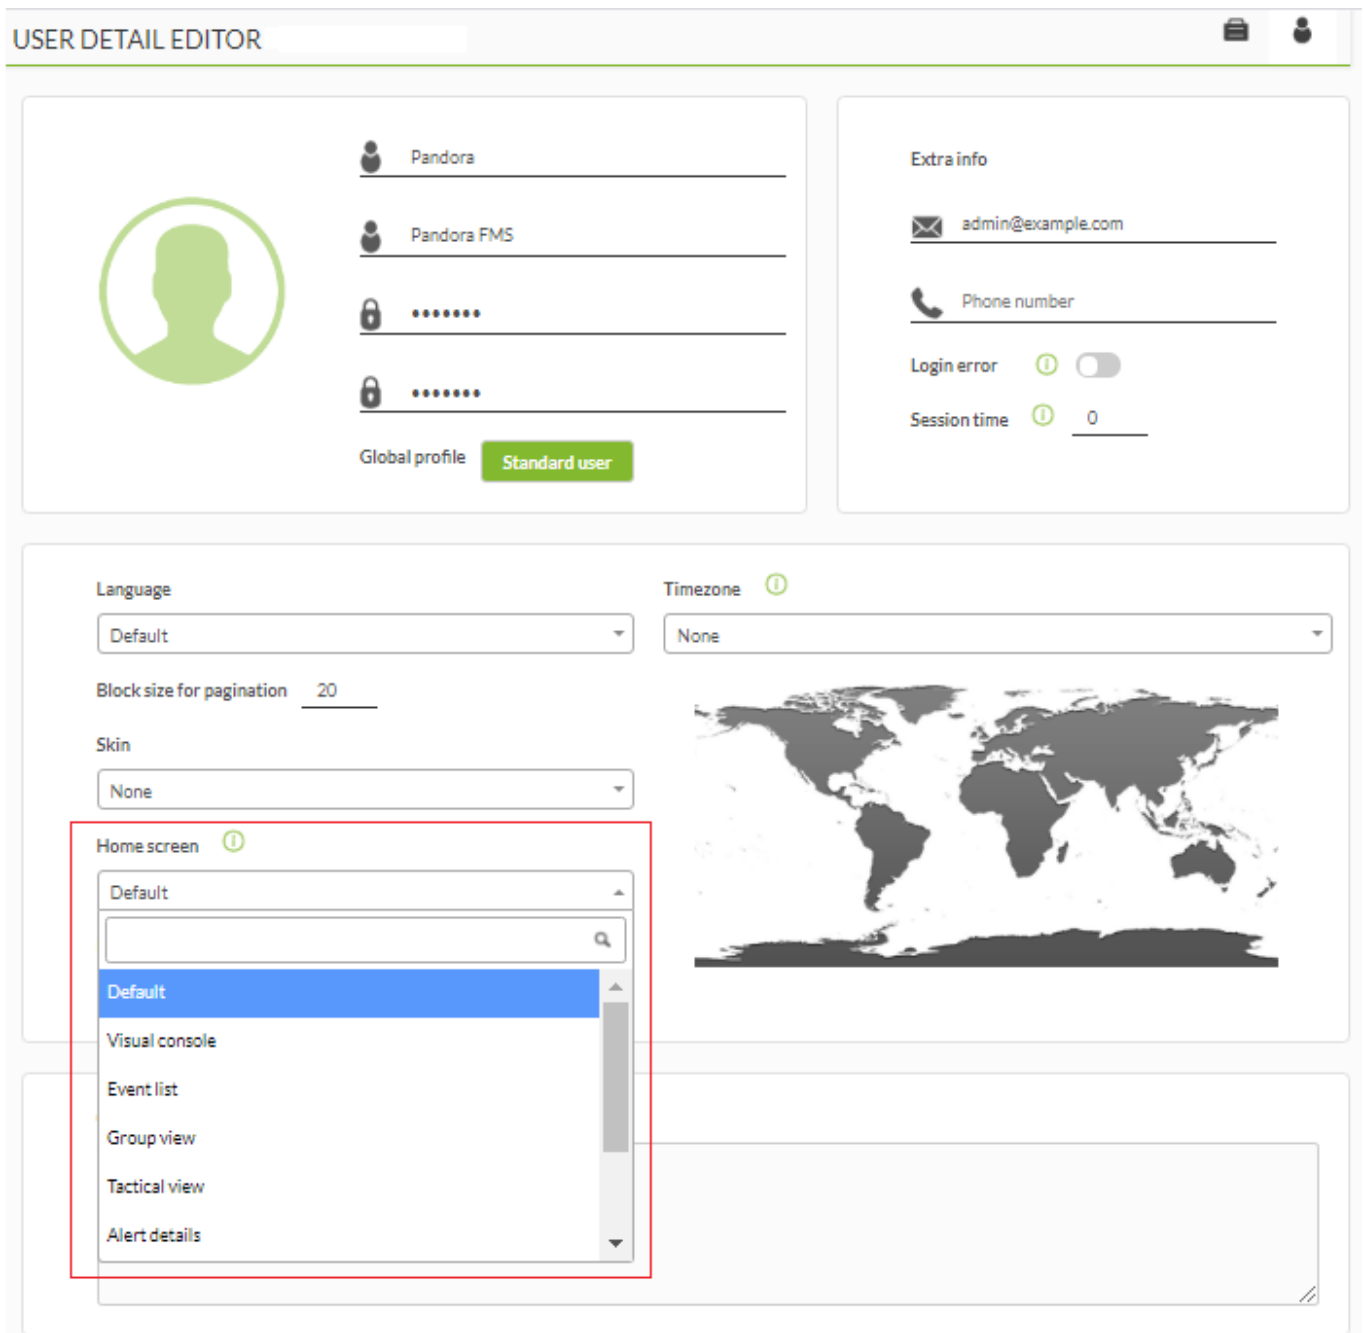 USER DETAIL EDITOR
Pandora
Pandora FMS
•••••••
•••••••
Global profile
Standard user
Extra info
admin@example.com
Phone number
Login error
Session time
0
Language
Default
Timezone
None
Block size for pagination
20
Skin
None
Home screen
Default
Default
Visual console
Event list
Group view
Tactical view
Alert details